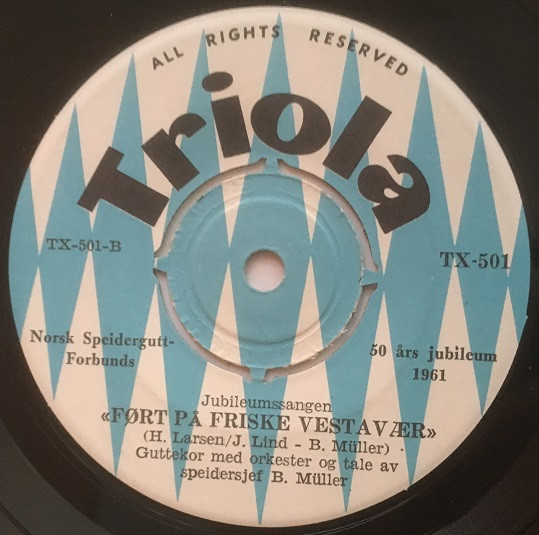 ALL RIGHTS RESERVED
Triola
TX-501-B
TX-501
Norsk Speidergutt-
Forbunds
50 års jubileum
1961
Jubileumssangen
«FØRT PÅ FRISKE VESTAVÆR»
(H. Larsen/J. Lind - B. Müller)
Guttekor med orkester og tale av
speidersjef B. Müller